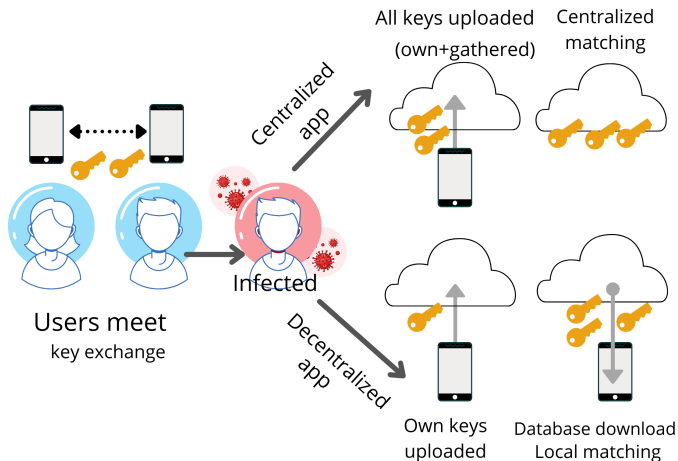 All keys uploaded
(own+gathered)
Centralized
matching
Centralized
app
Users meet
key exchange
Infected
Decentralized
app
Own keys
uploaded
Database download
Local matching